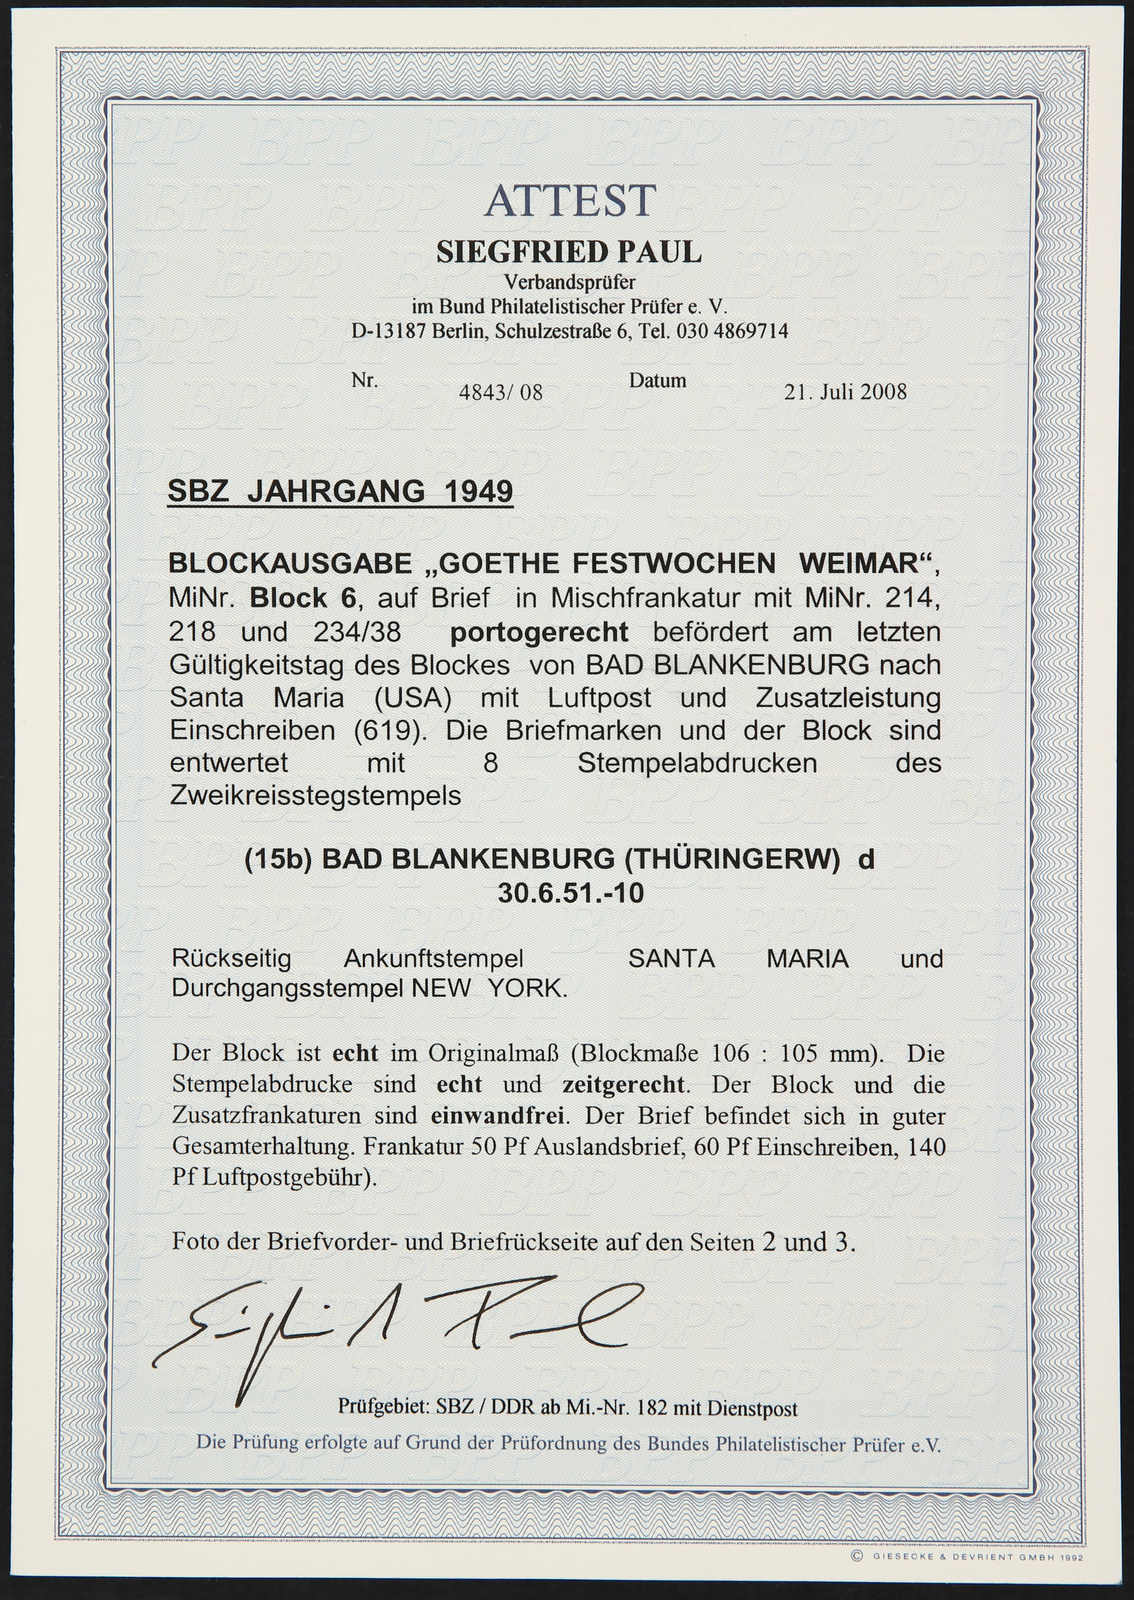 ATTEST
SIEGFRIED PAUL
Verbandsprüfer
im Bund Philatelistischer Prüfer e. V.
D-13187 Berlin, Schulzestraße 6, Tel. 030 4869714
Nr. 4843/ 08 Datum 21. Juli 2008
SBZ JAHRGANG 1949
BLOCKAUSGABE „GOETHE FESTWOCHEN WEIMAR“,
MiNr. Block 6, auf Brief in Mischfrankatur mit MiNr. 214,
218 und 234/38 portogerecht befördert am letzten
Gültigkeitstag des Blockes von BAD BLANKENBURG nach
Santa Maria (USA) mit Luftpost und Zusatzleistung
Einschreiben (619). Die Briefmarken und der Block sind
entwertet mit 8 Stempelabdrucken des
Zweikreisstegstempels
(15b) BAD BLANKENBURG (THÜRINGERW) d
30.6.51.-10
Rückseitig Ankunftstempel SANTA MARIA und
Durchgangsstempel NEW YORK.
Der Block ist echt im Originalmaß (Blockmaße 106 : 105 mm). Die
Stempelabdrucke sind echt und zeitgerecht. Der Block und die
Zusatzfrankaturen sind einwandfrei. Der Brief befindet sich in guter
Gesamterhaltung. Frankatur 50 Pf Auslandsbrief, 60 Pf Einschreiben, 140
Pf Luftpostgebühr).
Foto der Briefvorder- und Briefrückseite auf den Seiten 2 und 3.
Siegfried Paul
Prüfgebiet: SBZ / DDR ab Mi.-Nr. 182 mit Dienstpost
Die Prüfung erfolgte auf Grund der Prüfordnung des Bundes Philatelistischer Prüfer e.V.
© GIESECKE & DEVRIENT GMBH 1992